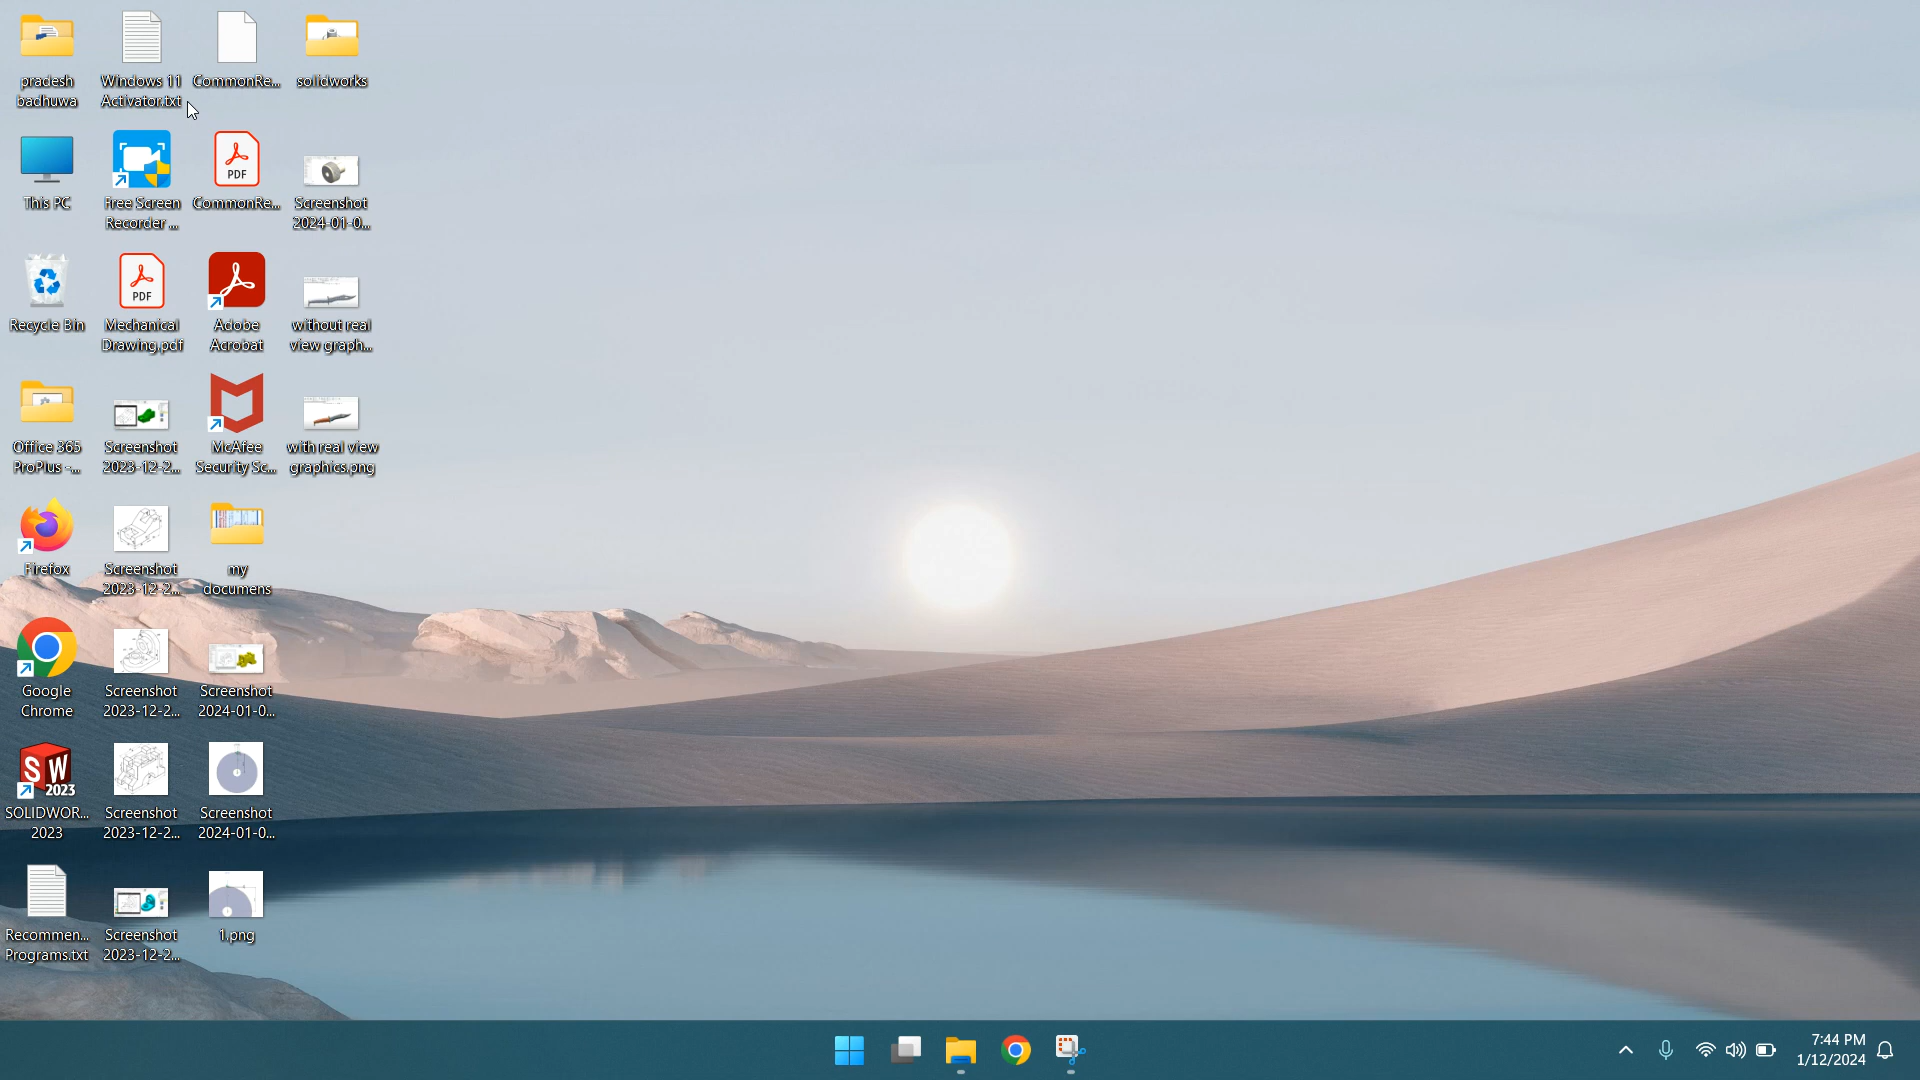 pradesh
badhuwa
Windows 11
Activator.txt
CommonRe...
solidworks
This PC
Free Screen
Recorder ...
PDF
CommonRe...
Screenshot
2024-01-0...
Recycle Bin
PDF
Mechanical
Drawing.pdf
Adobe
Acrobat
without real
view graph...
Office 365
ProPlus -...
Screenshot
2023-12-2...
McAfee
Security Sc...
with real view
graphics.png
Firefox
Screenshot
2023-12-2...
my
documens
Google
Chrome
Screenshot
2023-12-2...
Screenshot
2024-01-0...
SW
2023
SOLIDWOR...
2023
Screenshot
2023-12-2...
Screenshot
2024-01-0...
Recommen...
Programs.txt
Screenshot
2023-12-2...
1.png
7:44 PM
1/12/2024